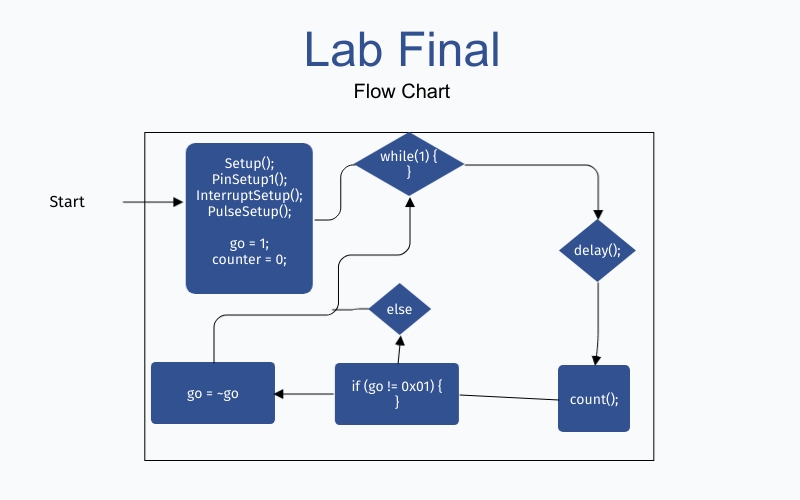 Lab Final
Flow Chart
Start
Setup();
PinSetup1();
InterruptSetup();
PulseSetup();
go = 1;
counter = 0;
while(1) {
}
delay();
else
go = ~go
if (go != 0x01) {
}
count();